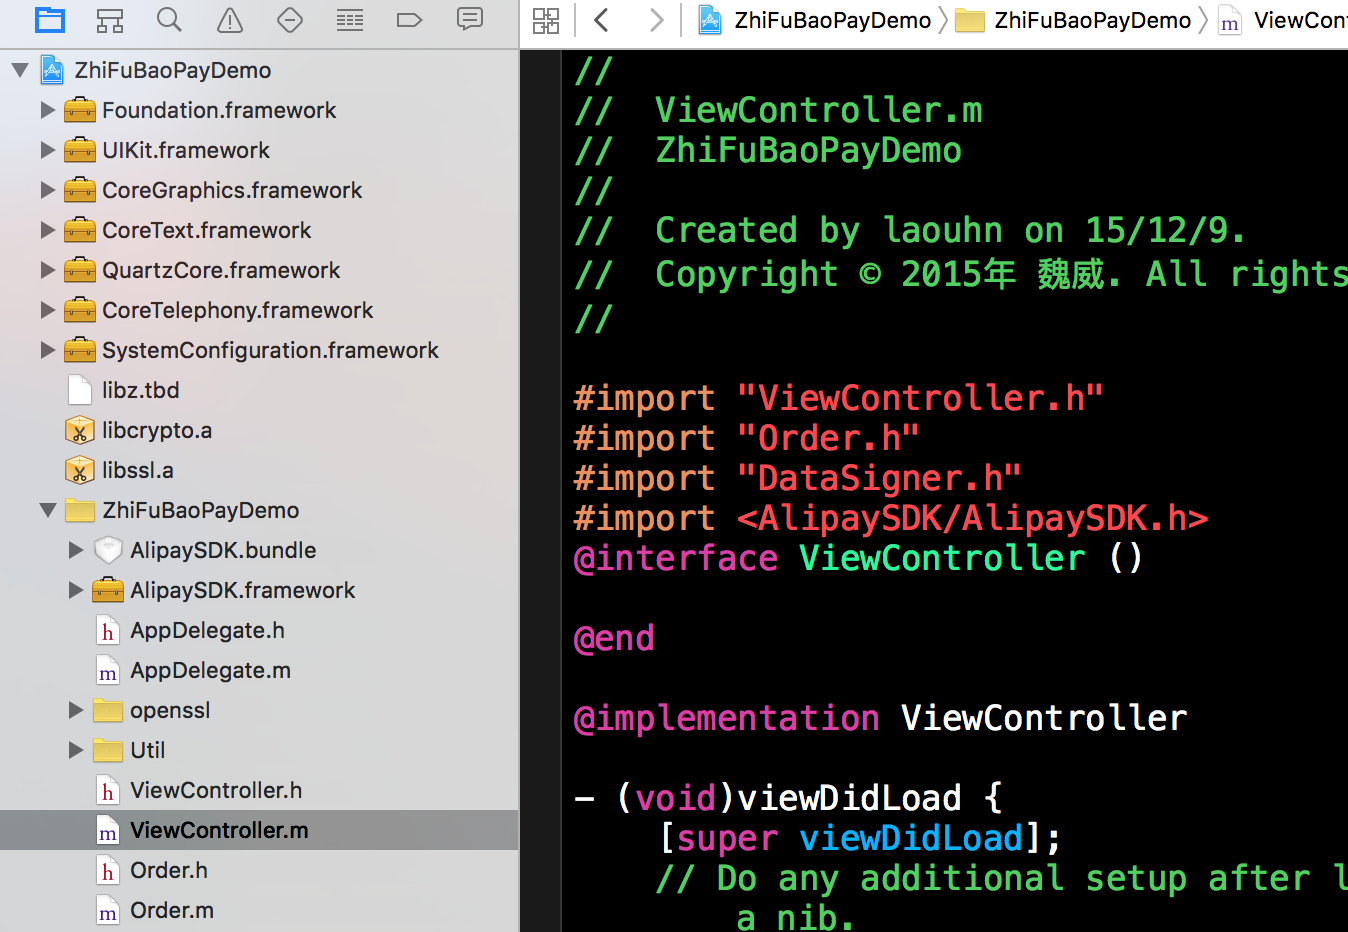 ZhiFuBaoPayDemo
Foundation.framework
UIKit.framework
CoreGraphics.framework
CoreText.framework
QuartzCore.framework
CoreTelephony.framework
SystemConfiguration.framework
libz.tbd
libcrypto.a
libssl.a
ZhiFuBaoPayDemo
AlipaySDK.bundle
AlipaySDK.framework
h AppDelegate.h
m AppDelegate.m
openssl
Util
h ViewController.h
m ViewController.m
h Order.h
m Order.m
ZhiFuBaoPayDemo 〉 ZhiFuBaoPayDemo 〉 m ViewCon
//
//  ViewController.m
//  ZhiFuBaoPayDemo
//
//  Created by laouhn on 15/12/9.
//  Copyright © 2015年 魏威. All rights
//
#import "ViewController.h"
#import "Order.h"
#import "DataSigner.h"
#import <AlipaySDK/AlipaySDK.h>
@interface ViewController ()
@end
@implementation ViewController
- (void)viewDidLoad {
[super viewDidLoad];
// Do any additional setup after l
a nib.